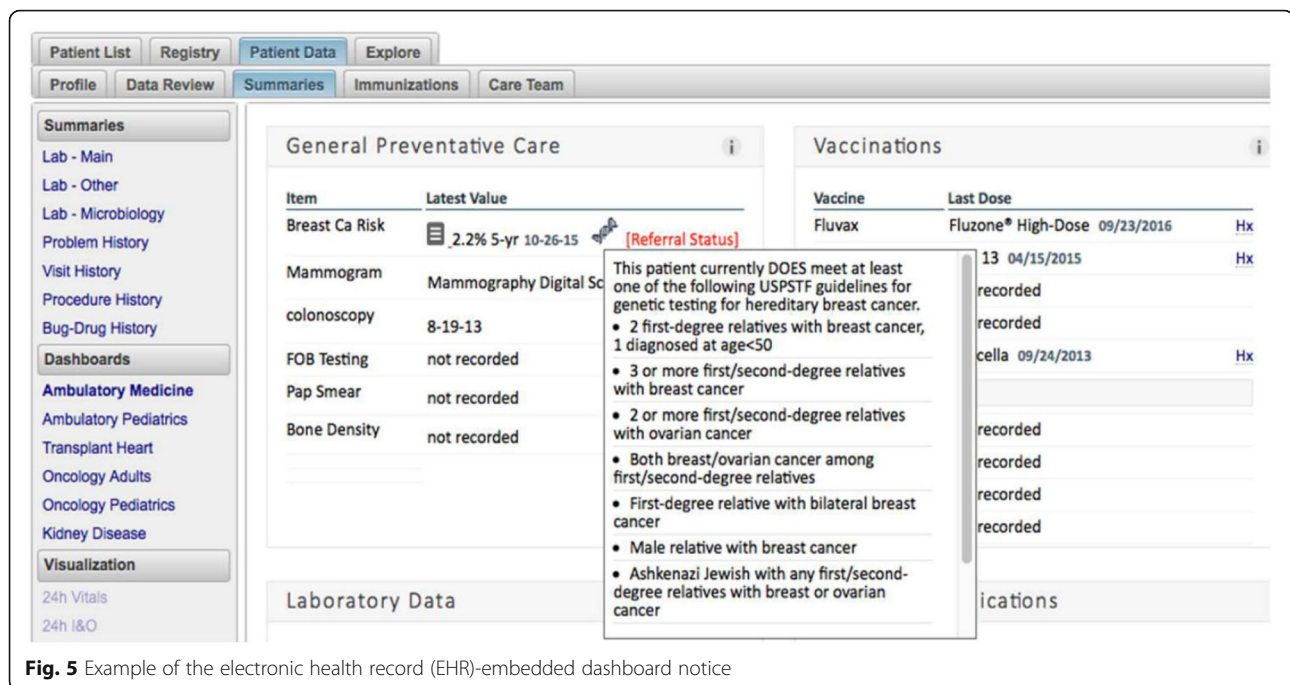 Patient List Registry Patient Data Explore
Profile Data Review Summaries Immunizations Care Team
Summaries
Lab - Main
Lab - Other
Lab - Microbiology
Problem History
Visit History
Procedure History
Bug-Drug History
Dashboards
Ambulatory Medicine
Ambulatory Pediatrics
Transplant Heart
Oncology Adults
Oncology Pediatrics
Kidney Disease
Visualization
24h Vitals
24h I&O
General Preventative Care i
Item Latest Value
Breast Ca Risk 2.2% 5-yr 10-26-15 [Referral Status]
Mammogram Mammography Digital Sc
colonoscopy 8-19-13
FOB Testing not recorded
Pap Smear not recorded
Bone Density not recorded
This patient currently DOES meet at least
one of the following USPSTF guidelines for
genetic testing for hereditary breast cancer.
• 2 first-degree relatives with breast cancer,
1 diagnosed at age<50
• 3 or more first/second-degree relatives
with breast cancer
• 2 or more first/second-degree relatives
with ovarian cancer
• Both breast/ovarian cancer among
first/second-degree relatives
• First-degree relative with bilateral breast
cancer
• Male relative with breast cancer
• Ashkenazi Jewish with any first/second-
degree relatives with breast or ovarian
cancer
Vaccinations i
Vaccine Last Dose
Fluvax Fluzone® High-Dose 09/23/2016 Hx
13 04/15/2015 Hx
recorded
recorded
cella 09/24/2013 Hx
recorded
recorded
recorded
recorded
Laboratory Data
ications
Fig. 5 Example of the electronic health record (EHR)-embedded dashboard notice